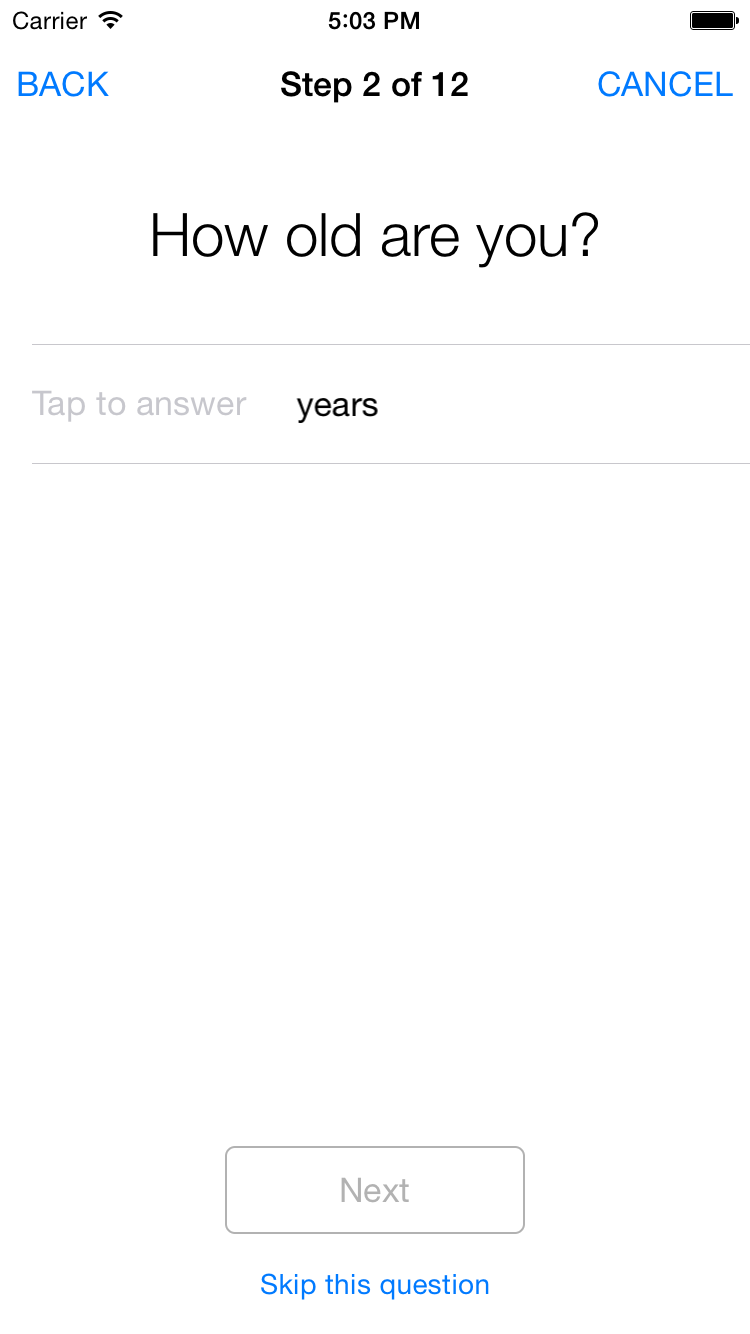 Carrier 5:03 PM
BACK Step 2 of 12 CANCEL
How old are you?
Tap to answer years
Next
Skip this question